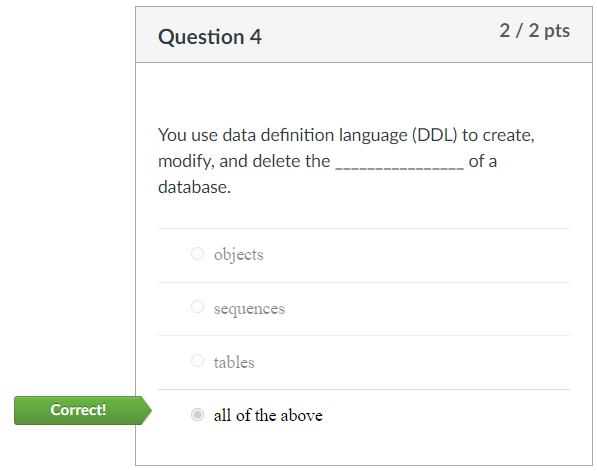 Question 4
2 / 2 pts
You use data definition language (DDL) to create,
modify, and delete the ________________ of a
database.
objects
sequences
tables
Correct!
all of the above